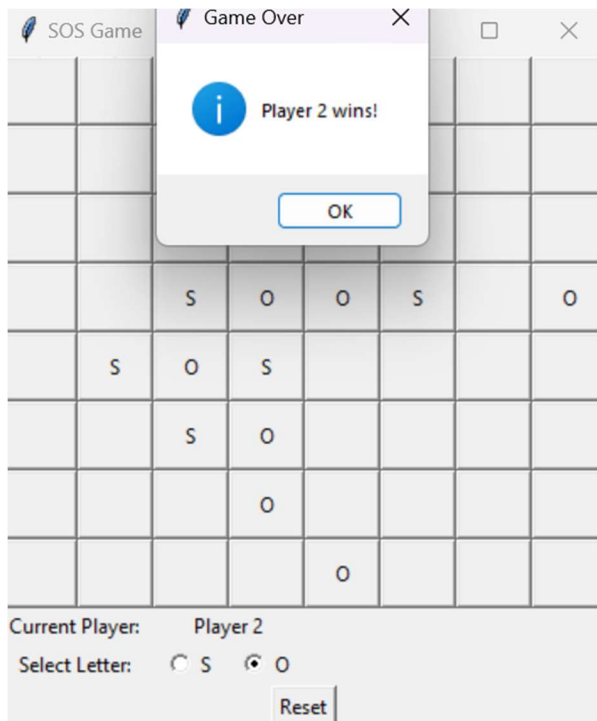 SOS Game
Game Over
Player 2 wins!
OK
S O O S O
S O S
S O
O
O
Current Player: Player 2
Select Letter: S O
Reset